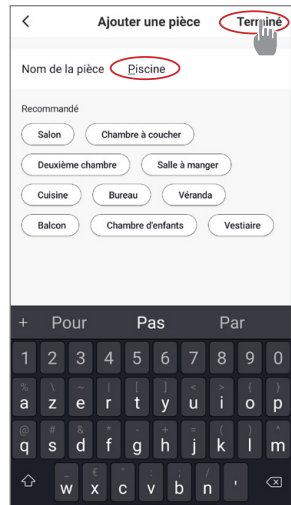 Ajouter une pièce Terminé
Nom de la pièce Piscine
Recommandé
Salon Chambre à coucher
Deuxième chambre Salle à manger
Cuisine Bureau Véranda
Balcon Chambre d'enfants Vestiaire
+ Pour Pas Par
1 2 3 4 5 6 7 8 9 0
a z e r t y u i o p
q s d f g h j k l m
w x c v b n '